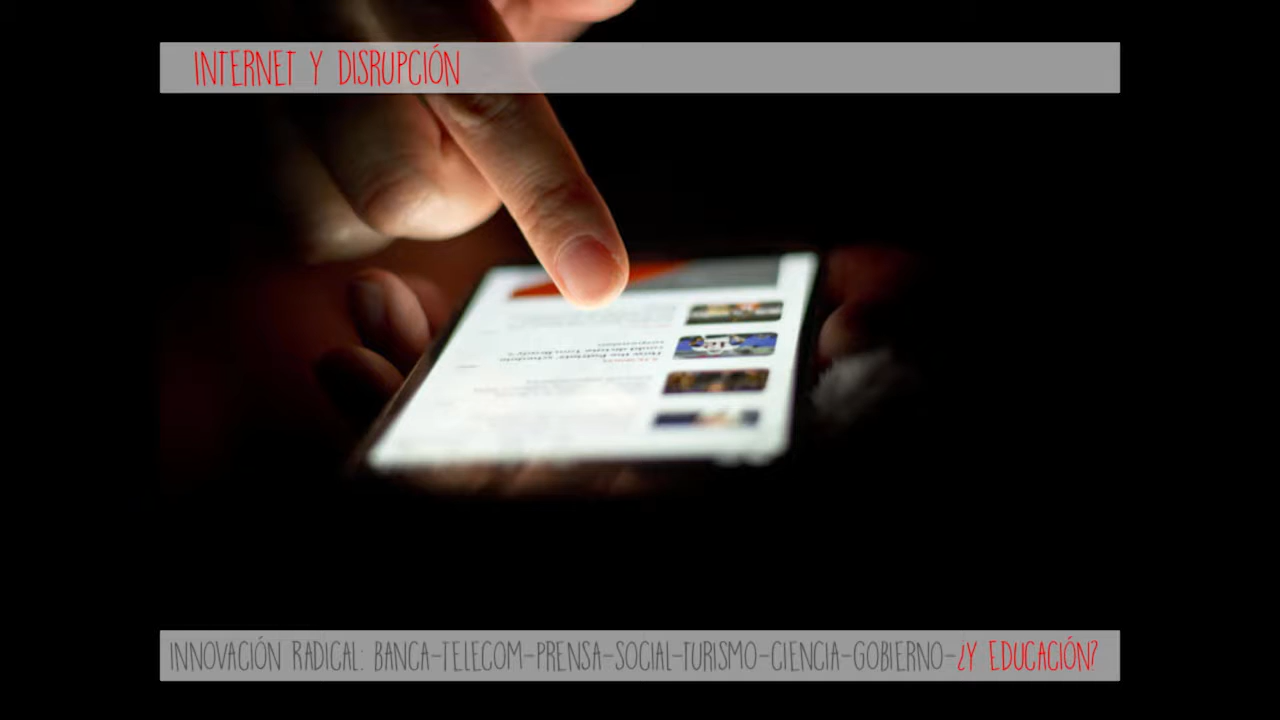 INTERNET Y DISRUPCIÓN
INNOVACIÓN RADICAL: BANCA-TELECOM-PRENSA-SOCIAL-TURISMO-CIENCIA-GOBIERNO-¿Y EDUCACIÓN?